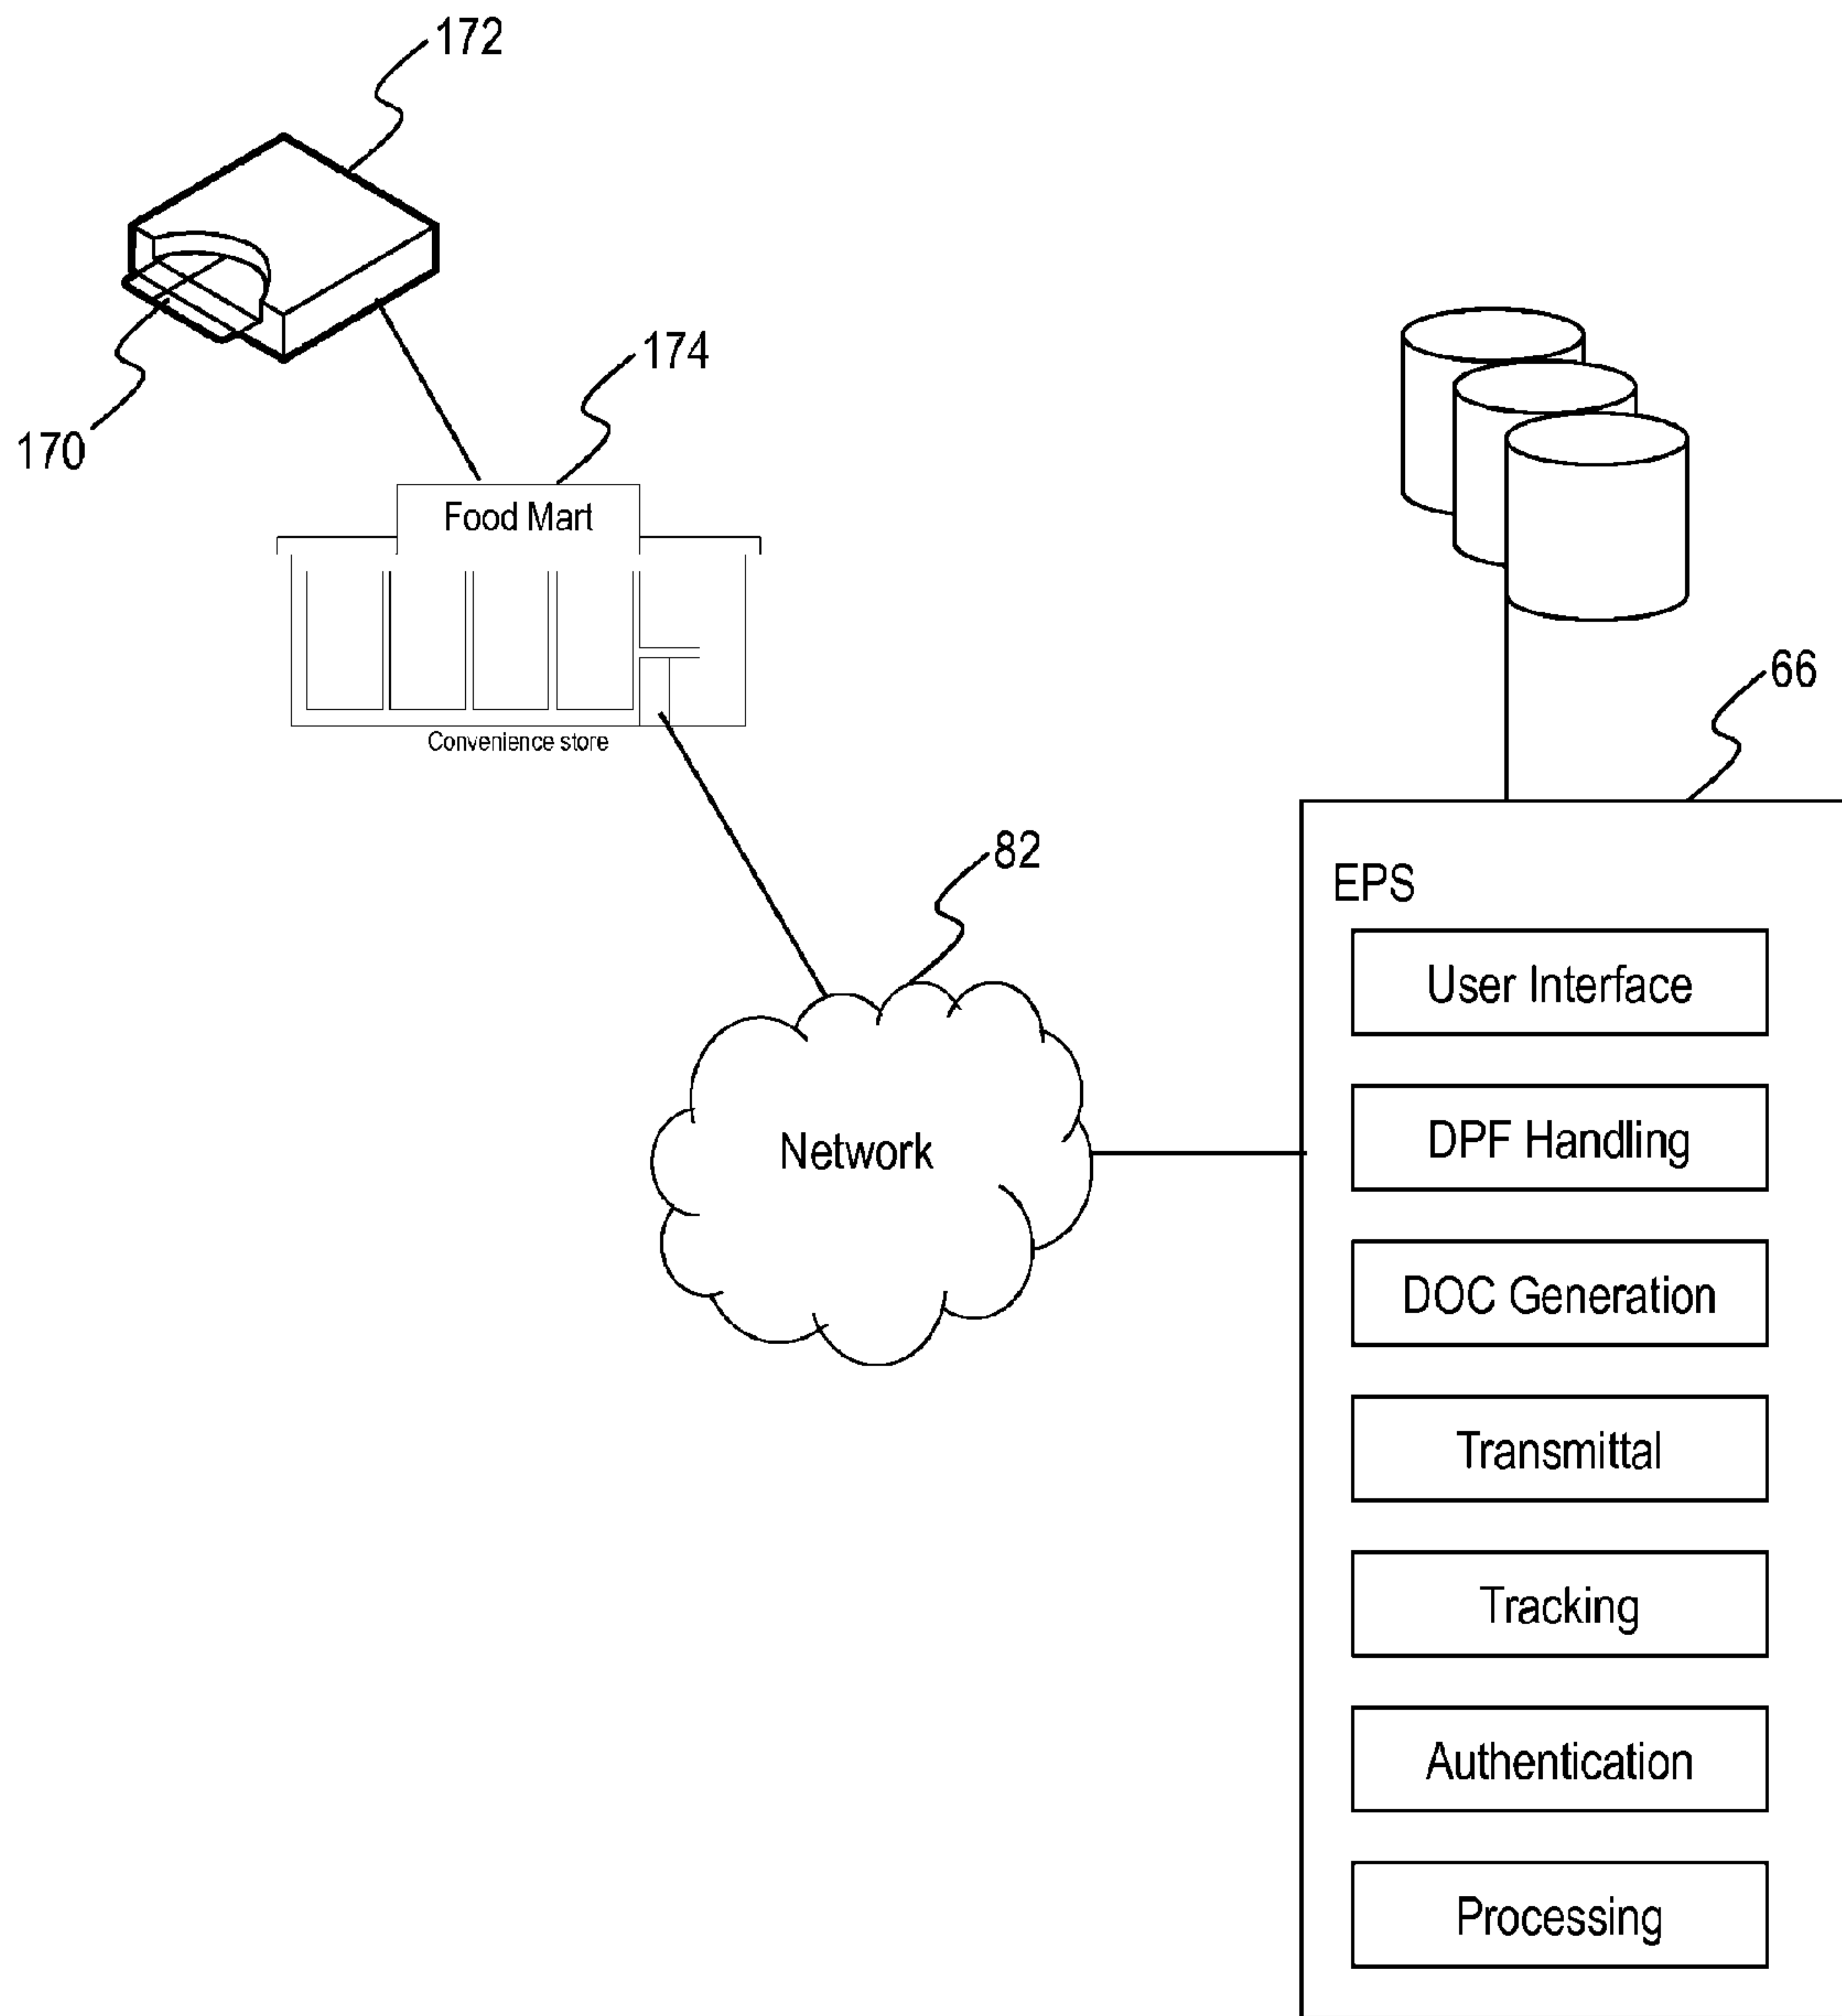 172
174
170
Food Mart
Convenience store
66
82
EPS
User Interface
DPF Handling
Network
DOC Generation
Transmittal
Tracking
Authentication
Processing